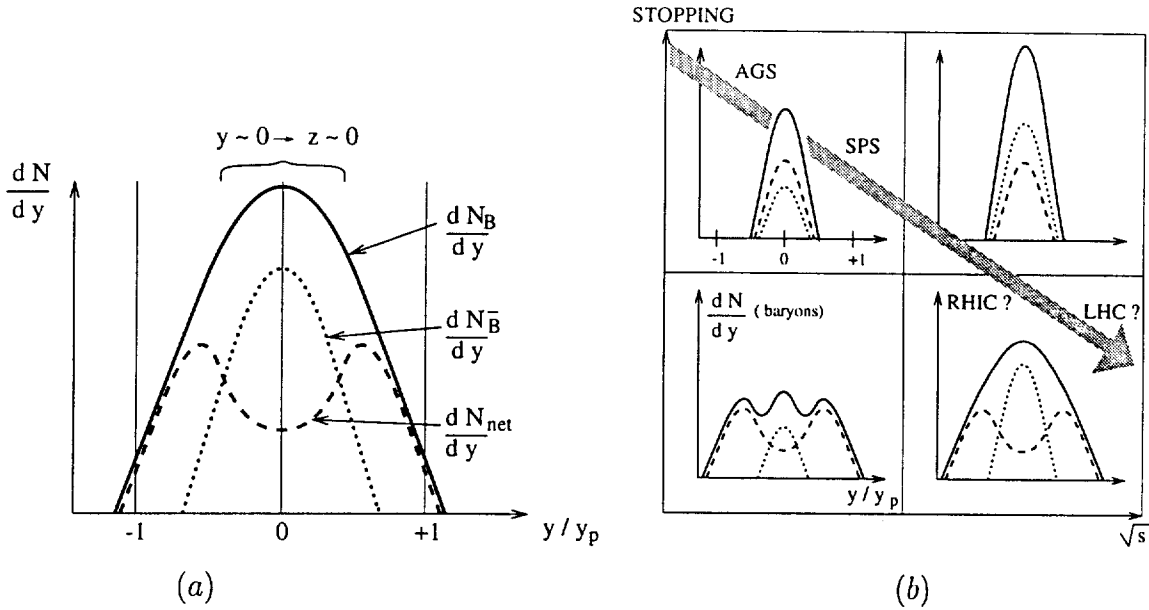 y ~ 0 → z ~ 0
d N
d y
d N_B
d y
d N_B̄
d y
d N_net
d y
-1
0
+1
y / y_p
(a)
STOPPING
AGS
SPS
-1
0
+1
d N
d y
( baryons)
RHIC ?
LHC ?
y / y_p
√s
(b)